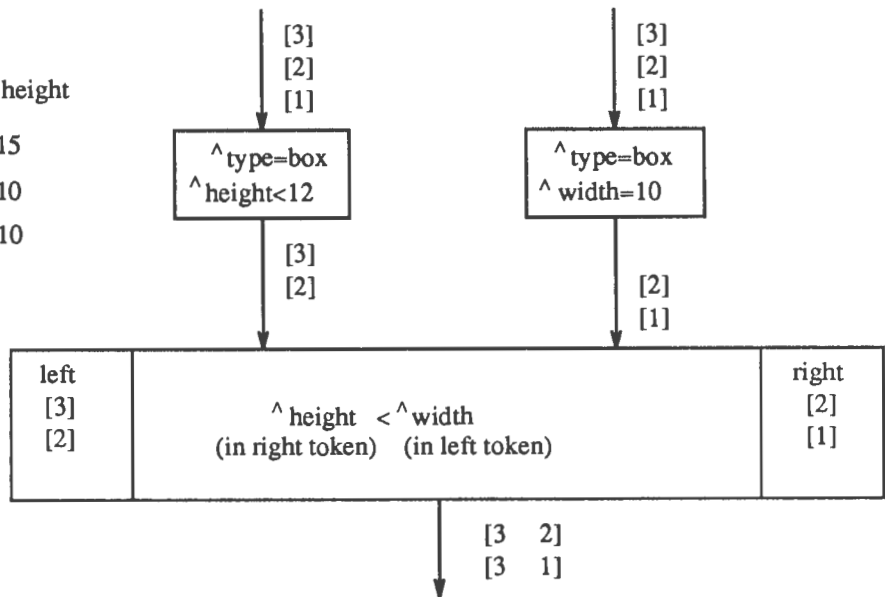 height
15
10
10
[3]
[2]
[1]
[3]
[2]
[1]
^type=box
^height<12
^type=box
^width=10
[3]
[2]
[2]
[1]
left
[3]
[2]
^height <^width
(in right token) (in left token)
right
[2]
[1]
[3 2]
[3 1]